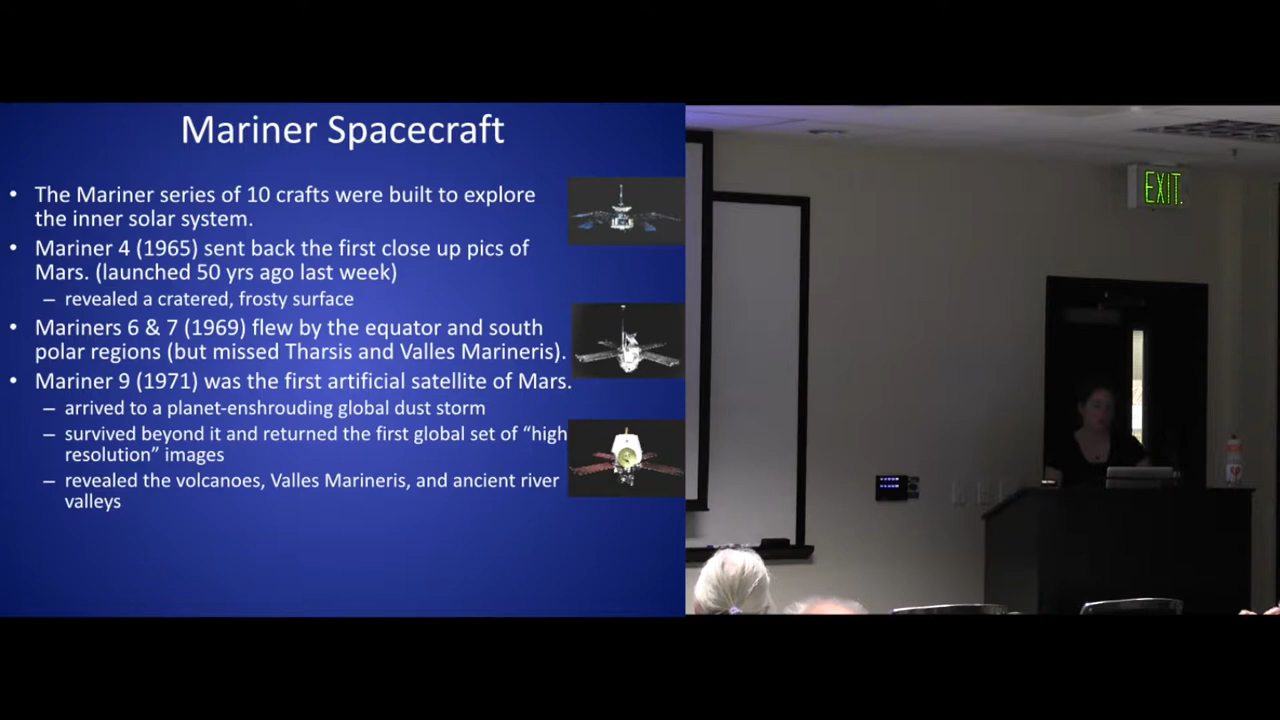 Mariner Spacecraft
• The Mariner series of 10 crafts were built to explore
the inner solar system.
• Mariner 4 (1965) sent back the first close up pics of
Mars. (launched 50 yrs ago last week)
– revealed a cratered, frosty surface
• Mariners 6 & 7 (1969) flew by the equator and south
polar regions (but missed Tharsis and Valles Marineris).
• Mariner 9 (1971) was the first artificial satellite of Mars.
– arrived to a planet-enshrouding global dust storm
– survived beyond it and returned the first global set of “high
resolution” images
– revealed the volcanoes, Valles Marineris, and ancient river
valleys
EXIT